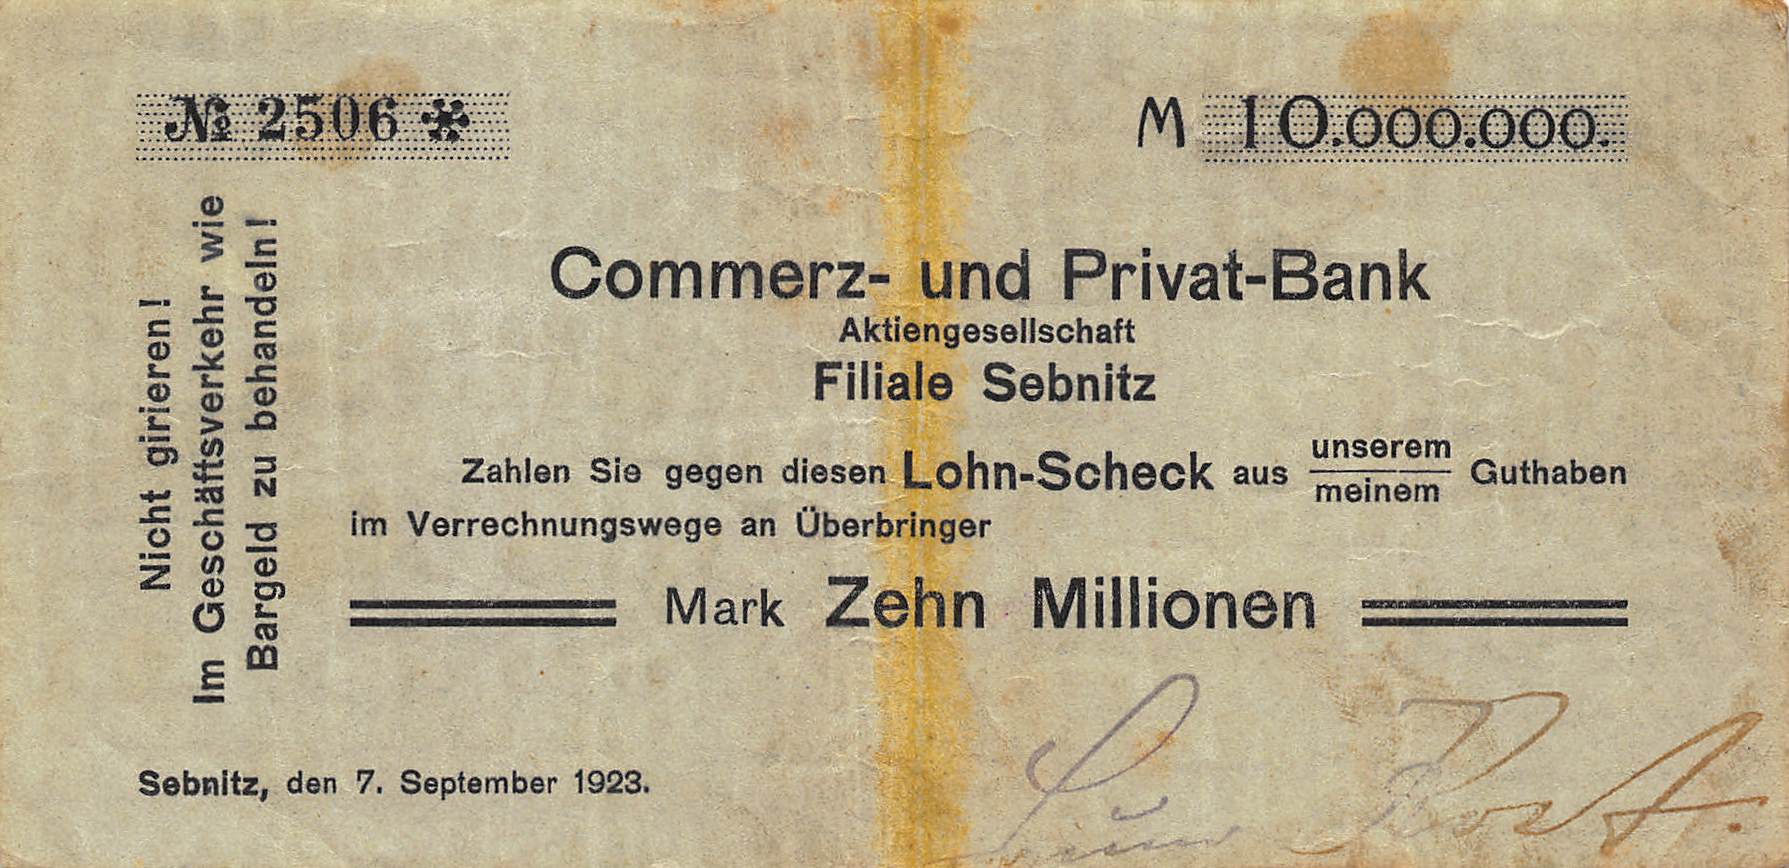 № 2506 *
M 10.000.000.
Nicht girieren!
Im Geschäftsverkehr wie
Bargeld zu behandeln!
Commerz- und Privat-Bank
Aktiengesellschaft
Filiale Sebnitz
Zahlen Sie gegen diesen Lohn-Scheck aus unserem/meinem Guthaben
im Verrechnungswege an Überbringer
Mark Zehn Millionen
Sebnitz, den 7. September 1923.